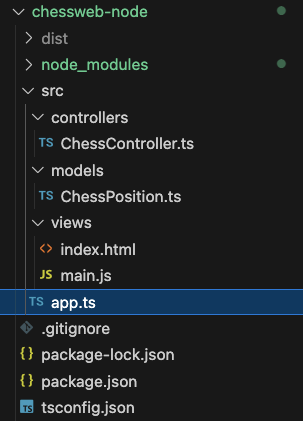 chessweb-node
dist
node_modules
src
controllers
TS ChessController.ts
models
TS ChessPosition.ts
views
<> index.html
JS main.js
TS app.ts
.gitignore
{} package-lock.json
{} package.json
TS tsconfig.json